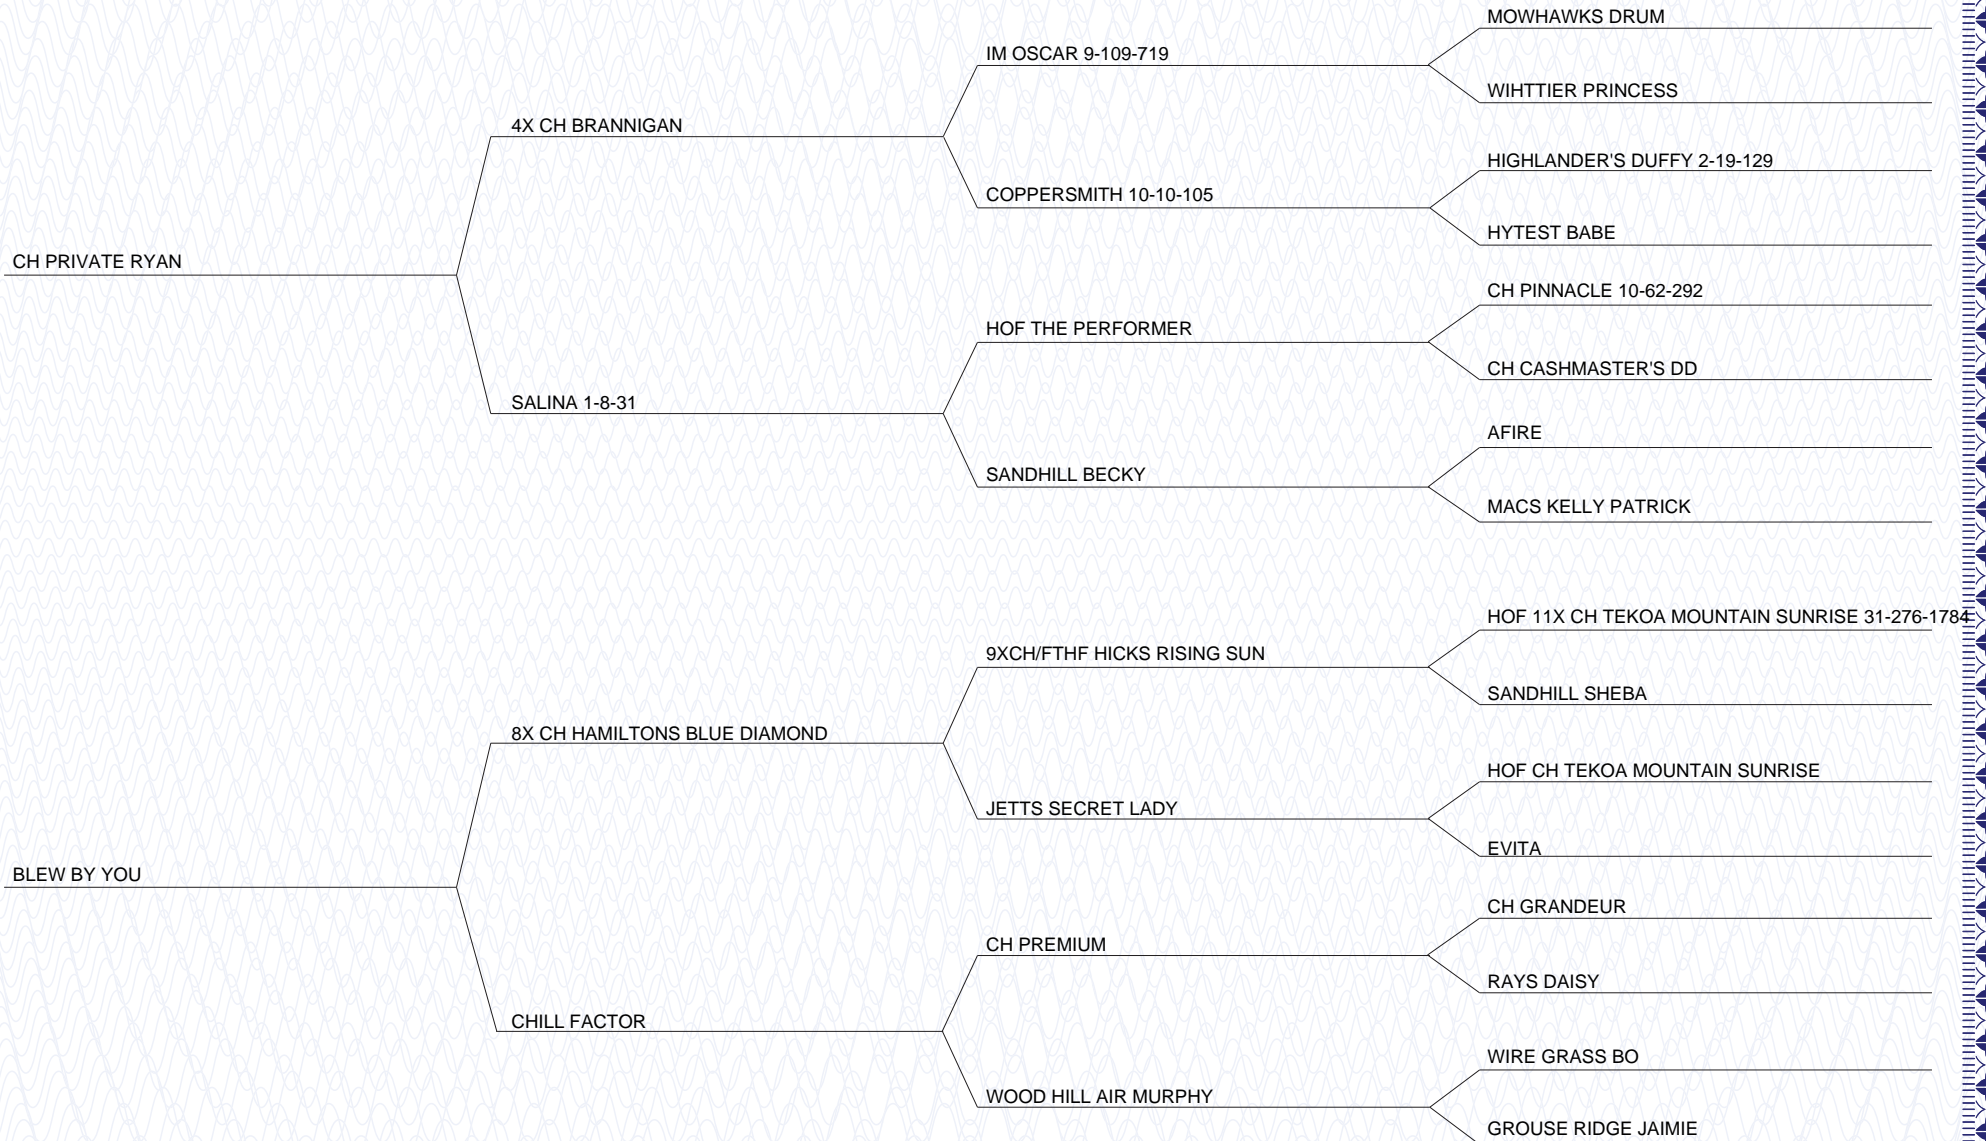 MOWHAWKS DRUM
IM OSCAR 9-109-719
WIHTTIER PRINCESS
4X CH BRANNIGAN
HIGHLANDER'S DUFFY 2-19-129
COPPERSMITH 10-10-105
HYTEST BABE
CH PRIVATE RYAN
CH PINNACLE 10-62-292
HOF THE PERFORMER
CH CASHMASTER'S DD
SALINA 1-8-31
AFIRE
SANDHILL BECKY
MACS KELLY PATRICK
HOF 11X CH TEKOA MOUNTAIN SUNRISE 31-276-1784
9XCH/FTHF HICKS RISING SUN
SANDHILL SHEBA
8X CH HAMILTONS BLUE DIAMOND
HOF CH TEKOA MOUNTAIN SUNRISE
JETTS SECRET LADY
EVITA
BLEW BY YOU
CH GRANDEUR
CH PREMIUM
RAYS DAISY
CHILL FACTOR
WIRE GRASS BO
WOOD HILL AIR MURPHY
GROUSE RIDGE JAIMIE